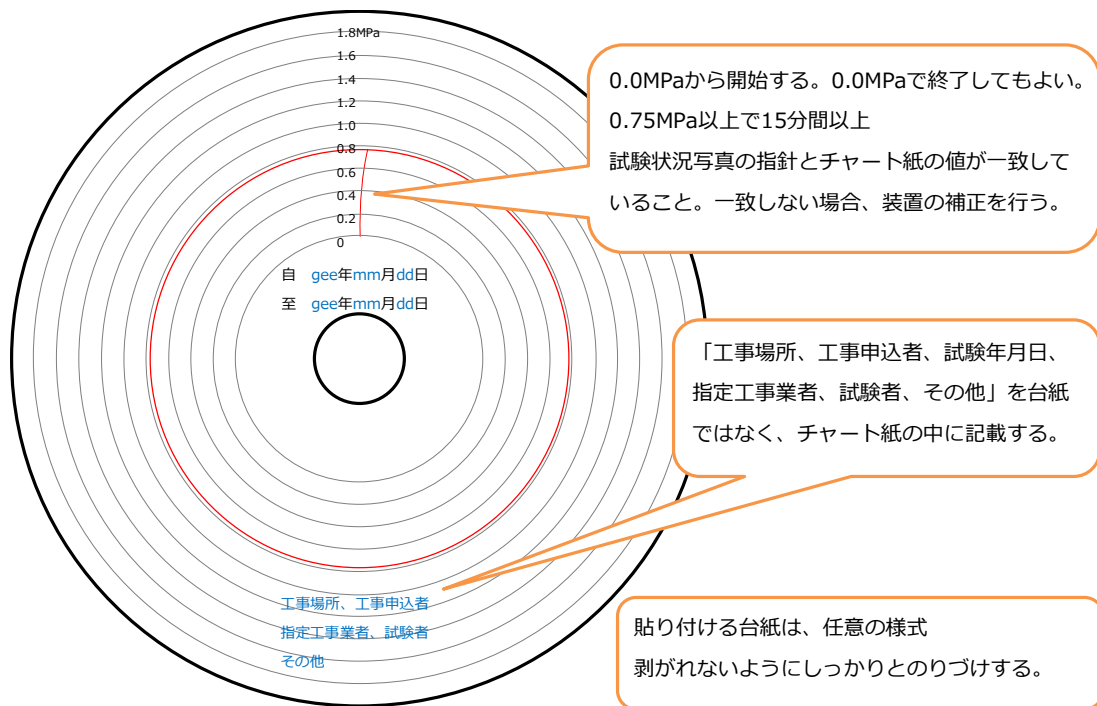 1.8MPa
1.6
1.4
1.2
1.0
0.8
0.6
0.4
0.2
0
自　gee年mm月dd日
至　gee年mm月dd日
工事場所、工事申込者
指定工事業者、試験者
その他
0.0MPaから開始する。0.0MPaで終了してもよい。
0.75MPa以上で15分間以上
試験状況写真の指針とチャート紙の値が一致して
いること。一致しない場合、装置の補正を行う。
「工事場所、工事申込者、試験年月日、
指定工事業者、試験者、その他」を台紙
ではなく、チャート紙の中に記載する。
貼り付ける台紙は、任意の様式
剥がれないようにしっかりとのりづけする。